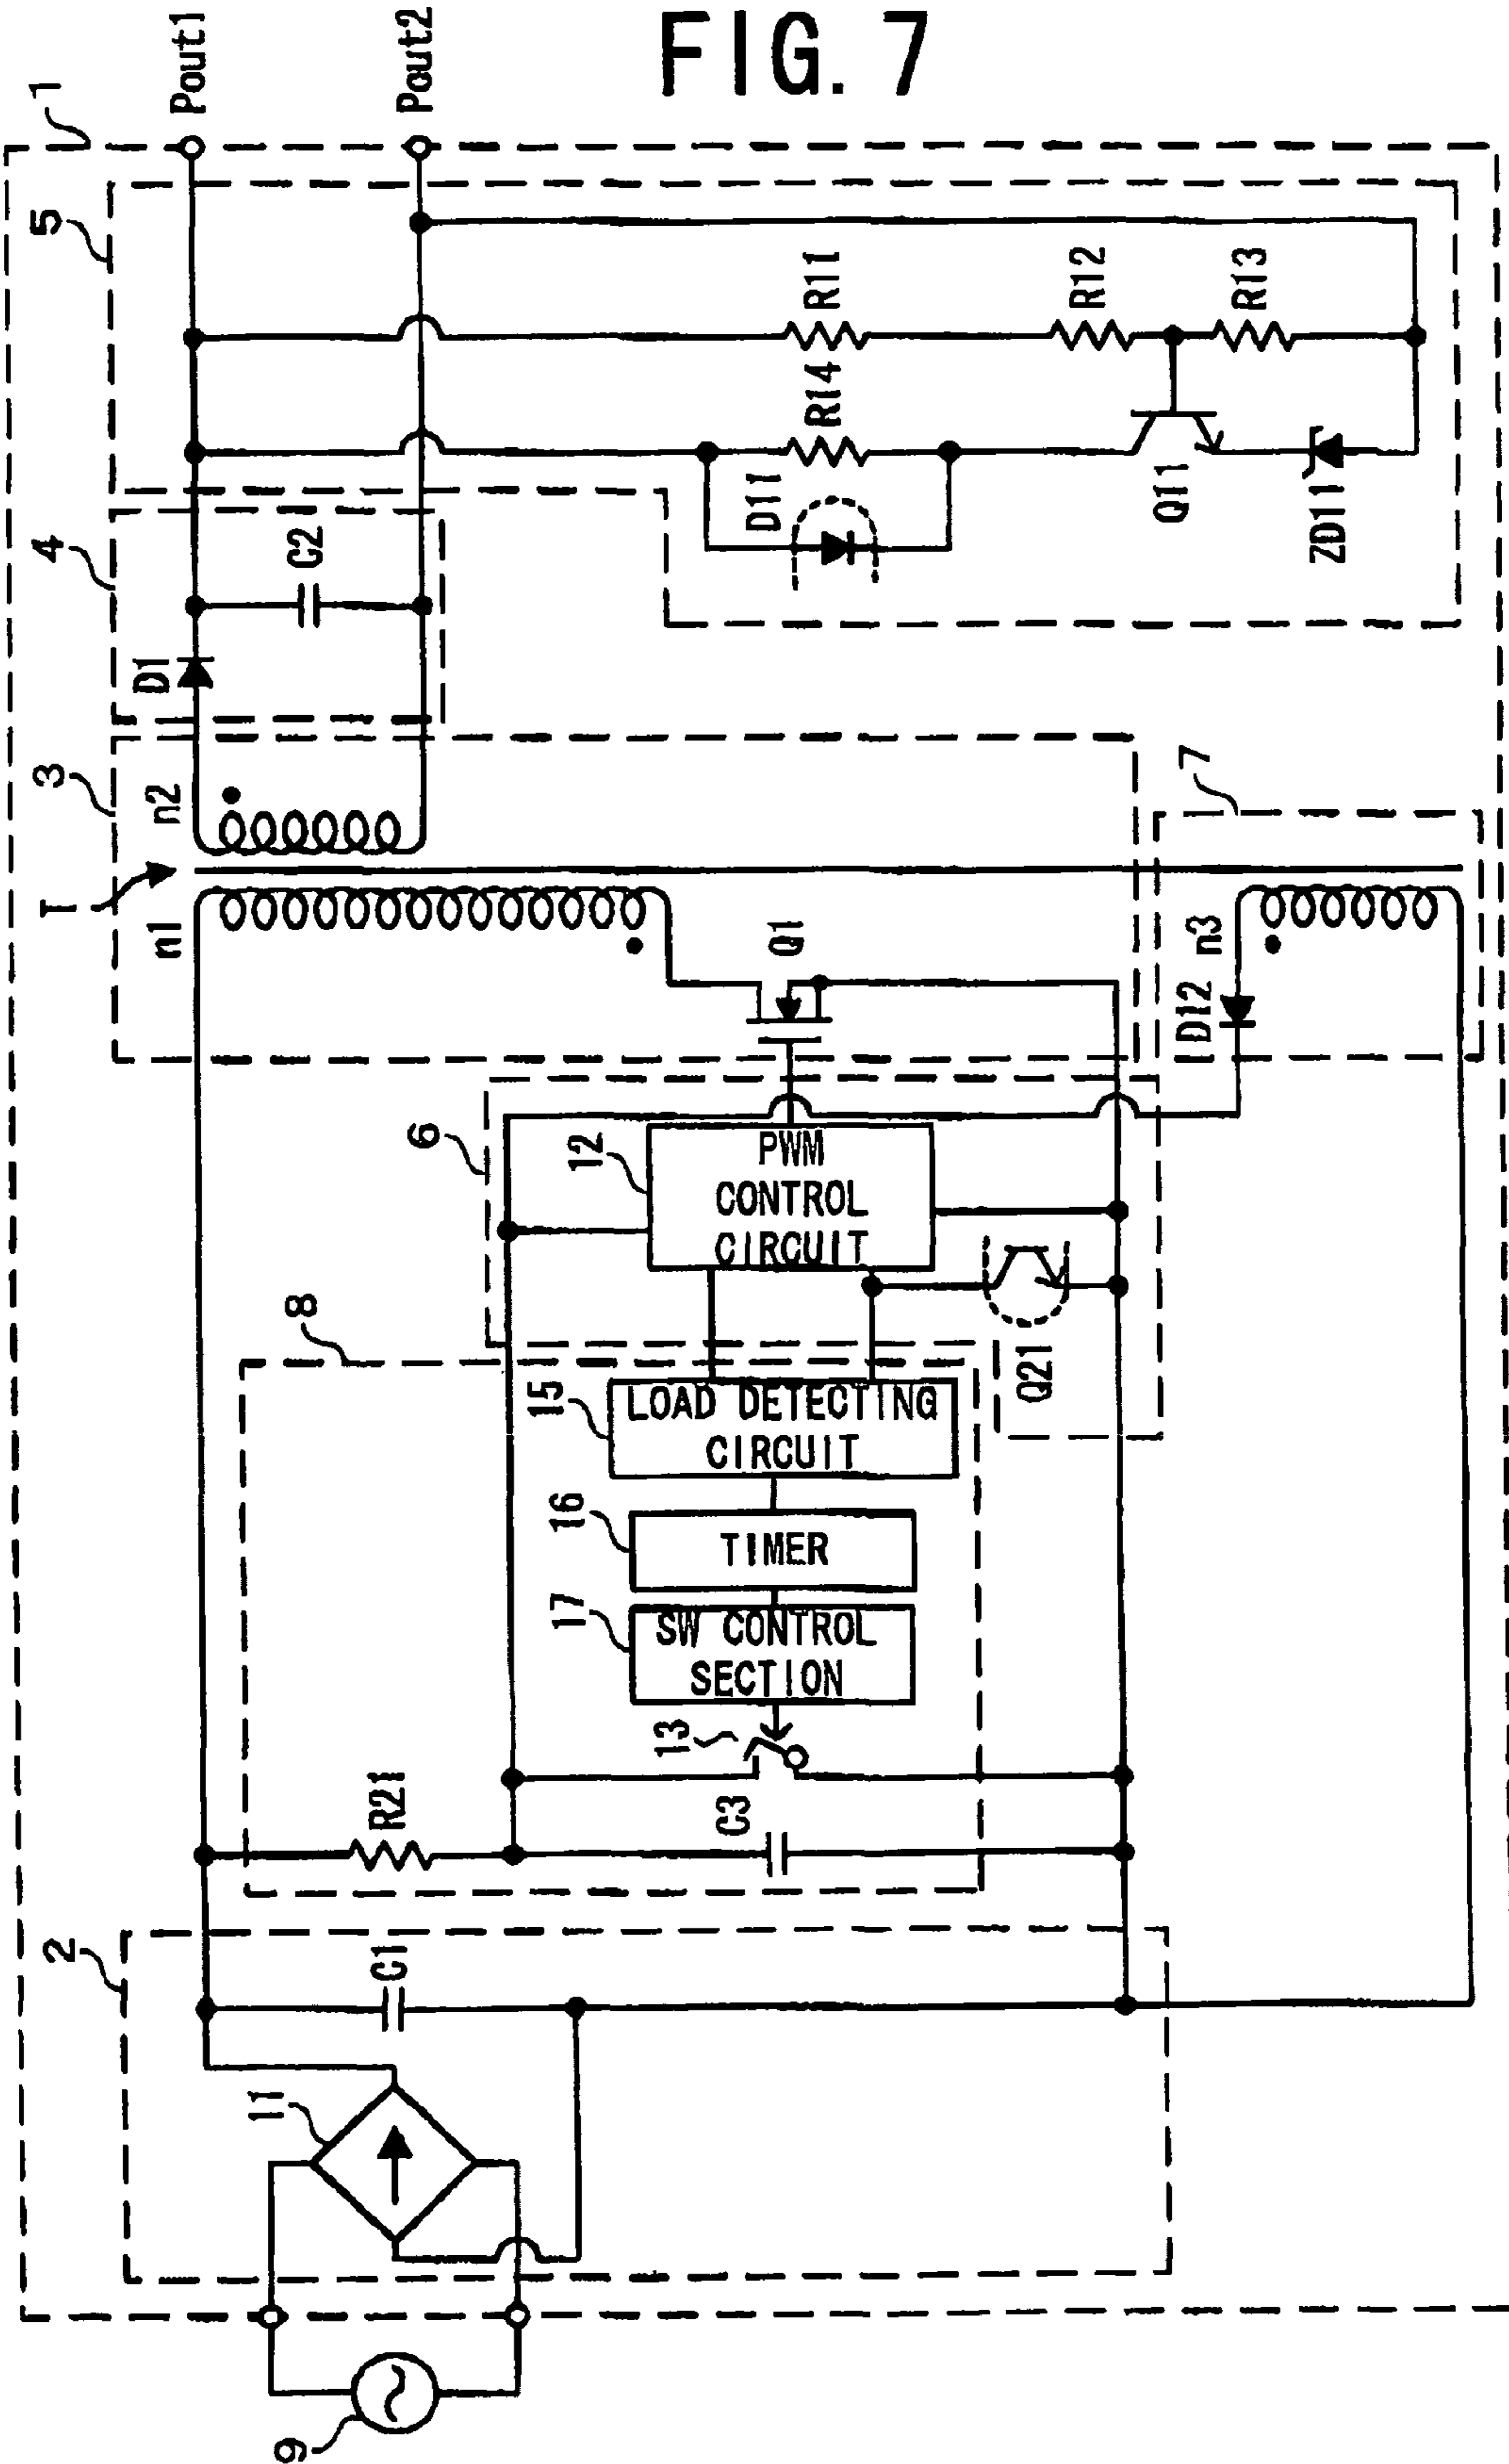 FIG. 7
1
Pout1
Pout2
5
R11
R12
R13
R14
D11
Q11
ZD11
4
C2
D1
3
n2
T
n1
Q1
7
n3
D12
6
12
PWM
CONTROL
CIRCUIT
8
Q21
15
LOAD DETECTING
CIRCUIT
16
TIMER
17
SW CONTROL
SECTION
13
R21
C3
2
C1
11
9